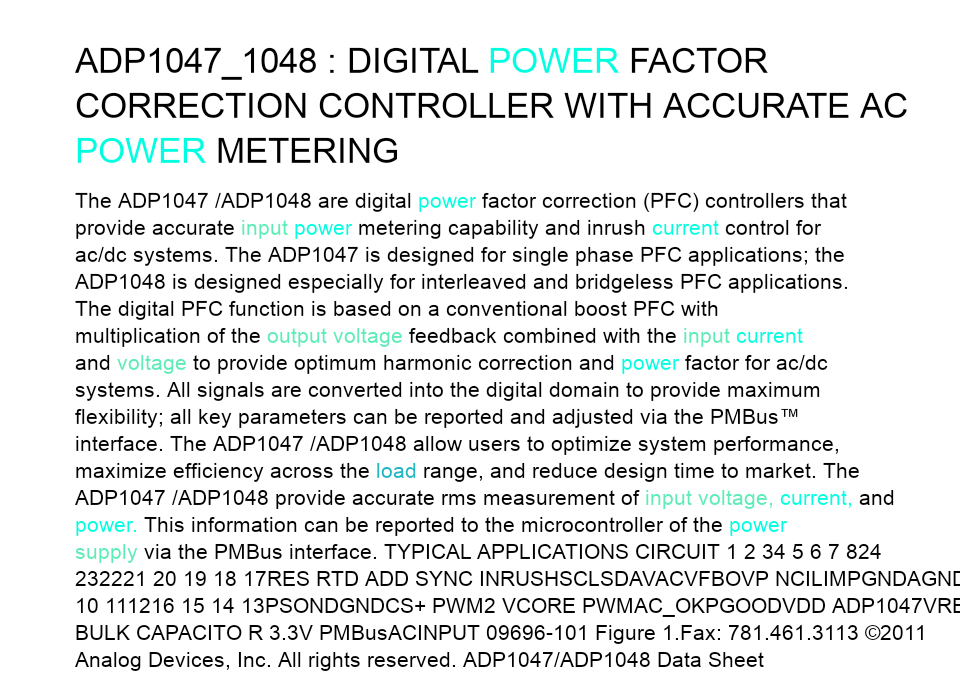 ADP1047_1048 : DIGITAL POWER FACTOR
CORRECTION CONTROLLER WITH ACCURATE AC
POWER METERING
The ADP1047 /ADP1048 are digital power factor correction (PFC) controllers that
provide accurate input power metering capability and inrush current control for
ac/dc systems. The ADP1047 is designed for single phase PFC applications; the
ADP1048 is designed especially for interleaved and bridgeless PFC applications.
The digital PFC function is based on a conventional boost PFC with
multiplication of the output voltage feedback combined with the input current
and voltage to provide optimum harmonic correction and power factor for ac/dc
systems. All signals are converted into the digital domain to provide maximum
flexibility; all key parameters can be reported and adjusted via the PMBus™
interface. The ADP1047 /ADP1048 allow users to optimize system performance,
maximize efficiency across the load range, and reduce design time to market. The
ADP1047 /ADP1048 provide accurate rms measurement of input voltage, current, and
power. This information can be reported to the microcontroller of the power
supply via the PMBus interface. TYPICAL APPLICATIONS CIRCUIT 1 2 34 5 6 7 824
232221 20 19 18 17RES RTD ADD SYNC INRUSHSCLSDAVACVFBOVP NCILIMPGNDAGND
10 111216 15 14 13PSONDGNDCS+ PWM2 VCORE PWMAC_OKPGOODVDD ADP1047VRE
BULK CAPACITO R 3.3V PMBusACINPUT 09696-101 Figure 1.Fax: 781.461.3113 ©2011
Analog Devices, Inc. All rights reserved. ADP1047/ADP1048 Data Sheet